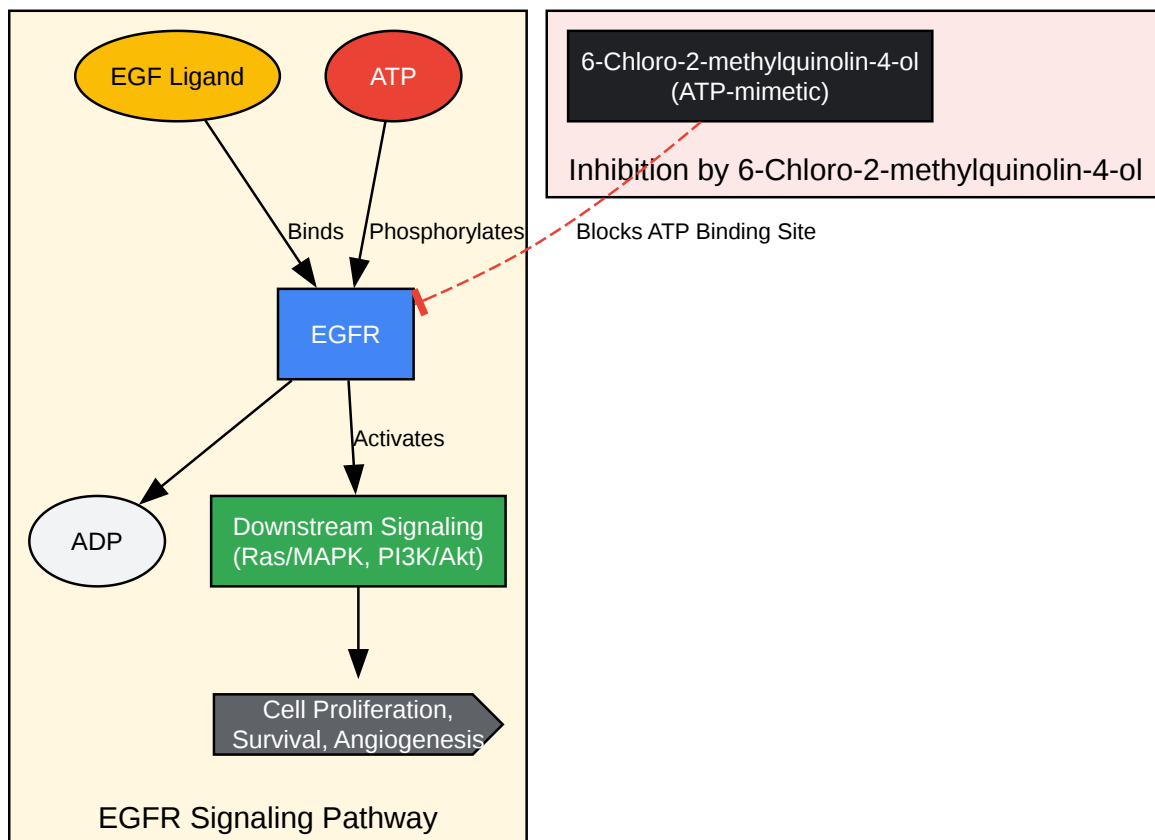 EGF Ligand
ATP
6-Chloro-2-methylquinolin-4-ol
(ATP-mimetic)
Inhibition by 6-Chloro-2-methylquinolin-4-ol
Binds
Phosphorylates
Blocks ATP Binding Site
EGFR
Activates
ADP
Downstream Signaling
(Ras/MAPK, PI3K/Akt)
Cell Proliferation,
Survival, Angiogenesis
EGFR Signaling Pathway